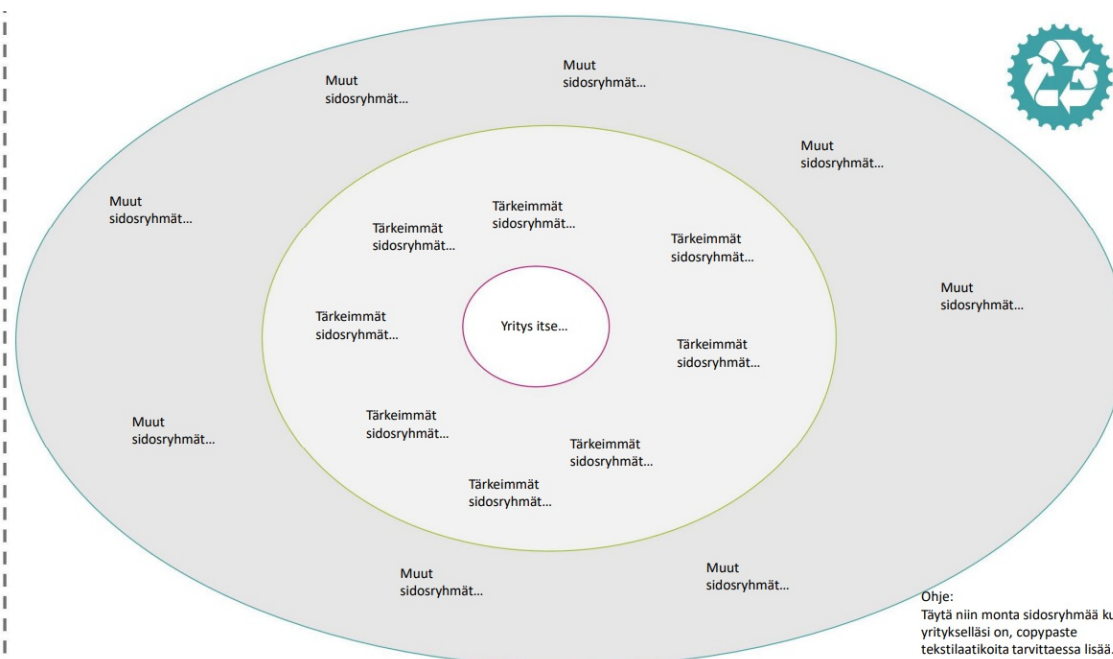 Muut
sidosryhmät...
Muut
sidosryhmät...
Muut
sidosryhmät...
Muut
sidosryhmät...
Tärkeimmät
sidosryhmät...
Tärkeimmät
sidosryhmät...
Tärkeimmät
sidosryhmät...
Muut
sidosryhmät...
Tärkeimmät
sidosryhmät...
Yritys itse...
Tärkeimmät
sidosryhmät...
Muut
sidosryhmät...
Tärkeimmät
sidosryhmät...
Tärkeimmät
sidosryhmät...
Tärkeimmät
sidosryhmät...
Muut
sidosryhmät...
Muut
sidosryhmät...
Ohje:
Täytä niin monta sidosryhmää ku
yritykselläsi on, copypaste
tekstilaatikoita tarvittaessa lisää.